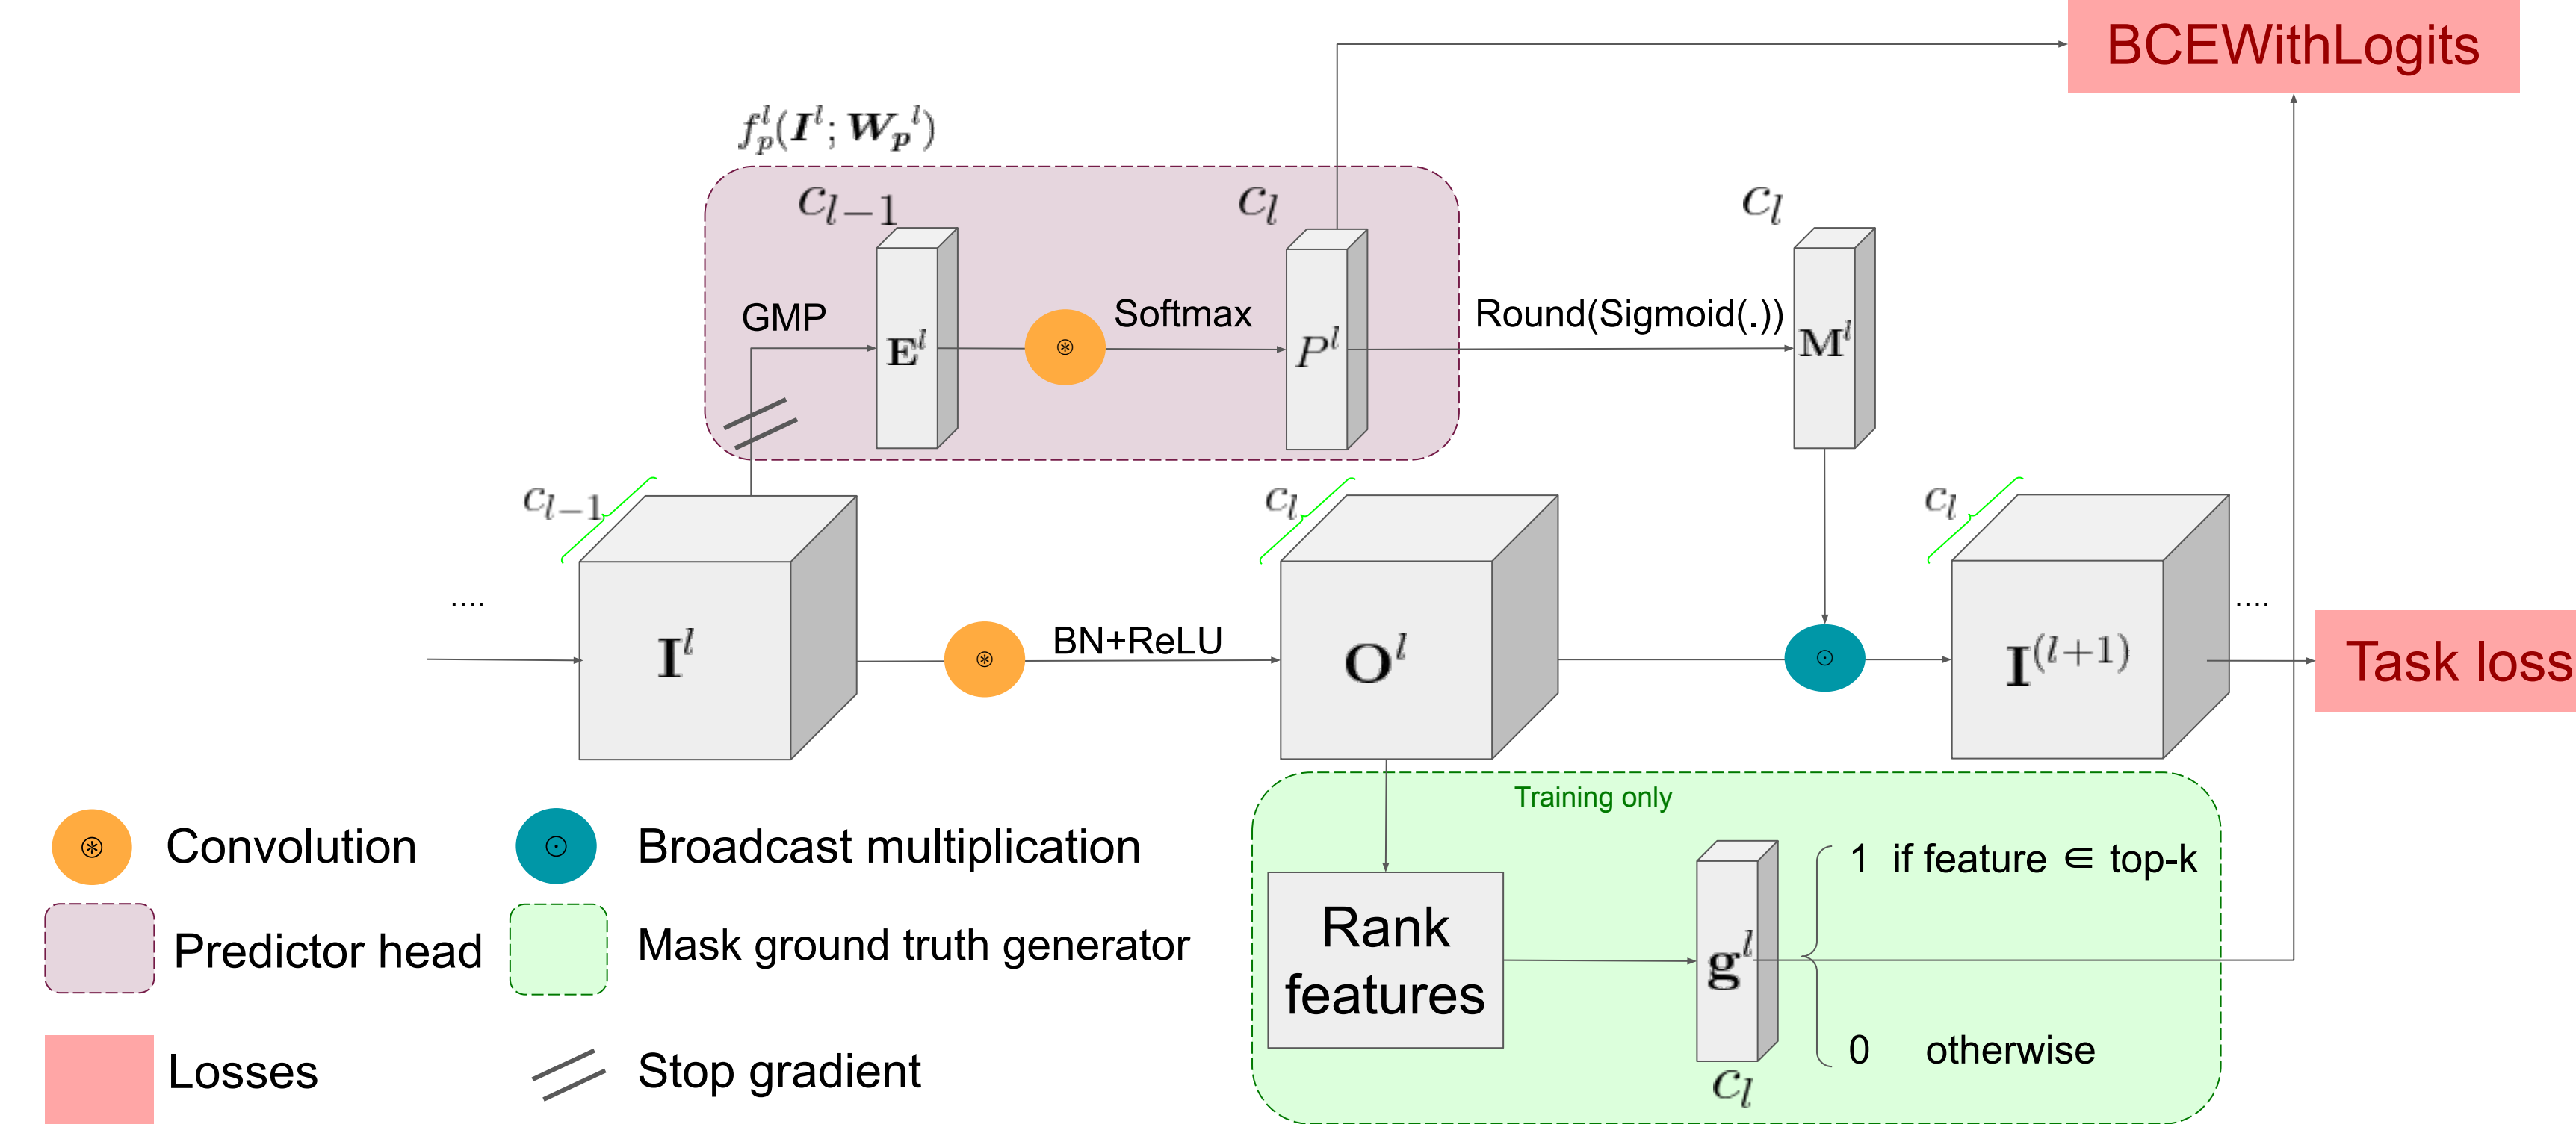 BCEWithLogits
f_p^l(I^l; W_p^l)
c_{l-1}
c_l
c_l
GMP
Softmax
Round(Sigmoid(.))
E^l
⊛
P^l
M^l
c_{l-1}
c_l
c_l
....
....
I^l
⊛
BN+ReLU
O^l
⊙
I^{(l+1)}
Task loss
Training only
Rank
features
g^l
1 if feature ∈ top-k
0 otherwise
c_l
⊛ Convolution
⊙ Broadcast multiplication
Predictor head
Mask ground truth generator
Losses
Stop gradient